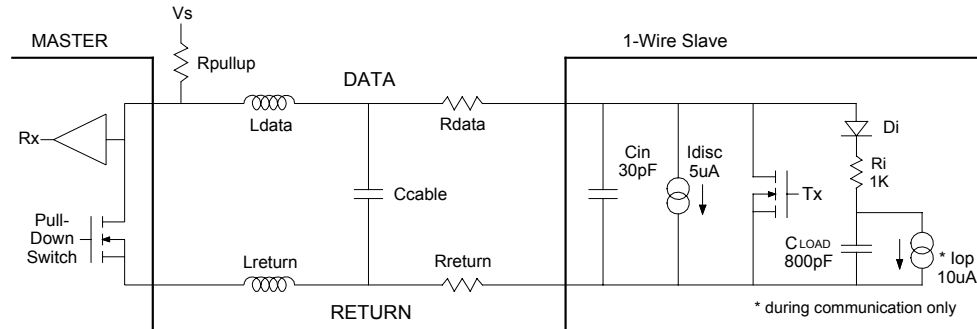 Vs
MASTER
1-Wire Slave
Rpullup
DATA
Ldata
Rdata
Rx
Di
Cin
30pF
Idisc
5uA
Ri
1K
Ccable
Tx
Pull-
Down
Switch
CLOAD
800pF
* Iop
10uA
Lreturn
Rreturn
RETURN
* during communication only